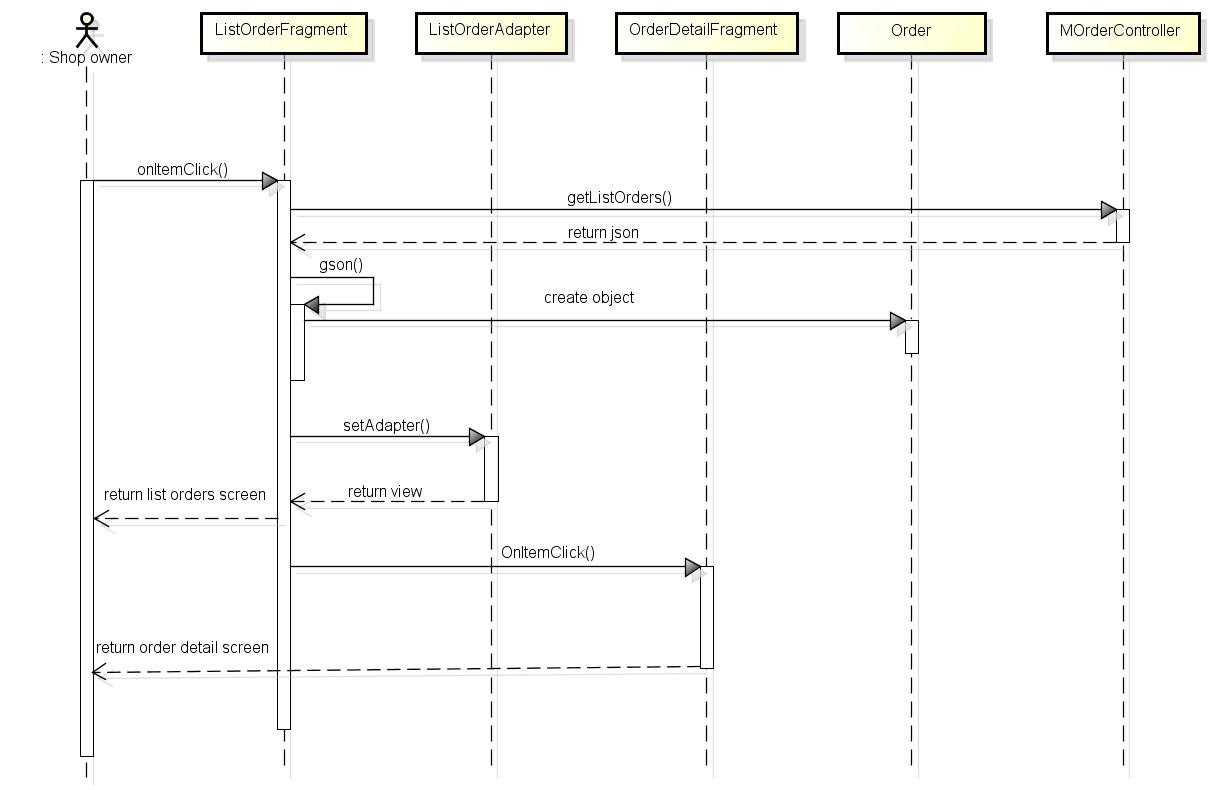 : Shop owner
ListOrderFragment
ListOrderAdapter
OrderDetailFragment
Order
MOrderController
onItemClick()
getListOrders()
return json
gson()
create object
setAdapter()
return view
return list orders screen
OnItemClick()
return order detail screen